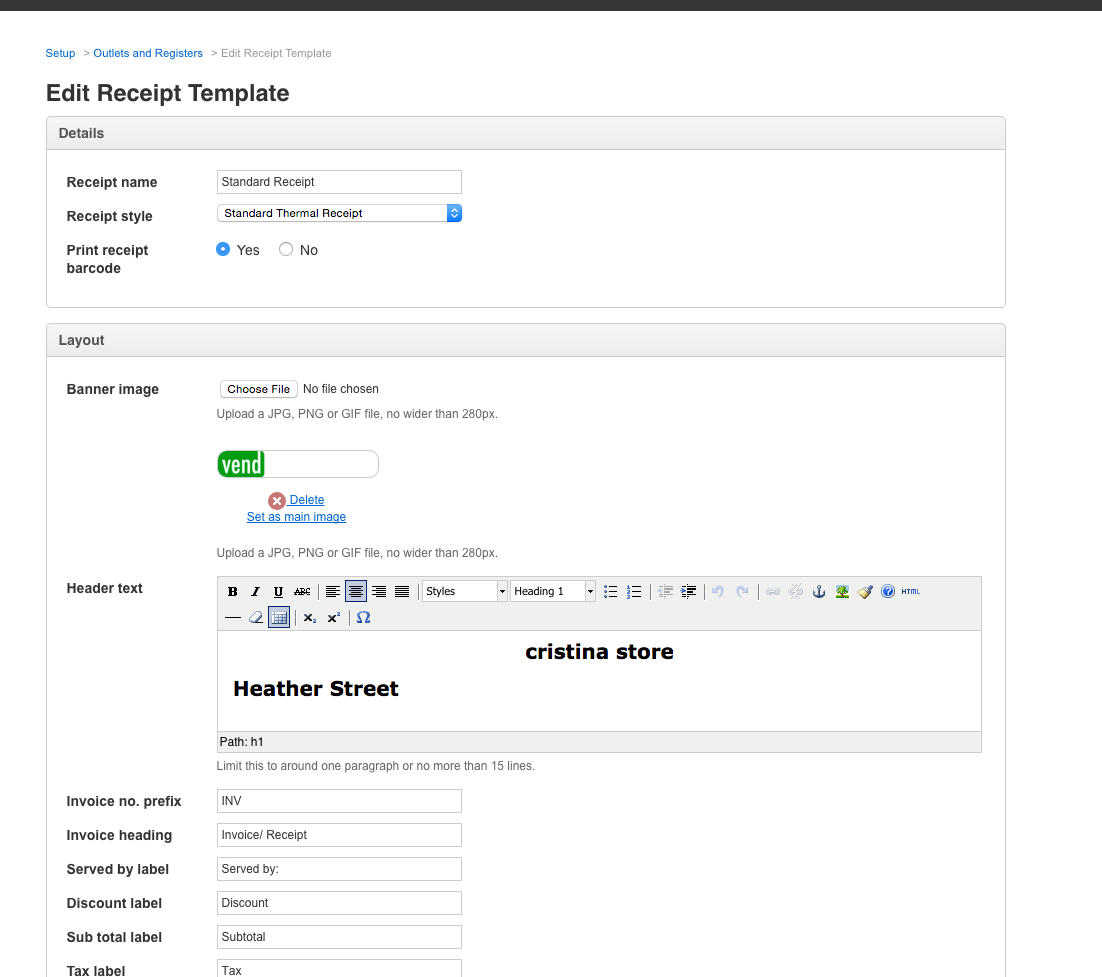 Setup > Outlets and Registers > Edit Receipt Template
Edit Receipt Template
Details
Receipt name Standard Receipt
Receipt style Standard Thermal Receipt
Print receipt Yes No
barcode
Layout
Banner image Choose File No file chosen
Upload a JPG, PNG or GIF file, no wider than 280px.
vend
Delete
Set as main image
Upload a JPG, PNG or GIF file, no wider than 280px.
Header text B I U ABC Styles Heading 1 HTML
x₂ x² Ω
cristina store
Heather Street
Path: h1
Limit this to around one paragraph or no more than 15 lines.
Invoice no. prefix INV
Invoice heading Invoice/ Receipt
Served by label Served by:
Discount label Discount
Sub total label Subtotal
Tax label Tax